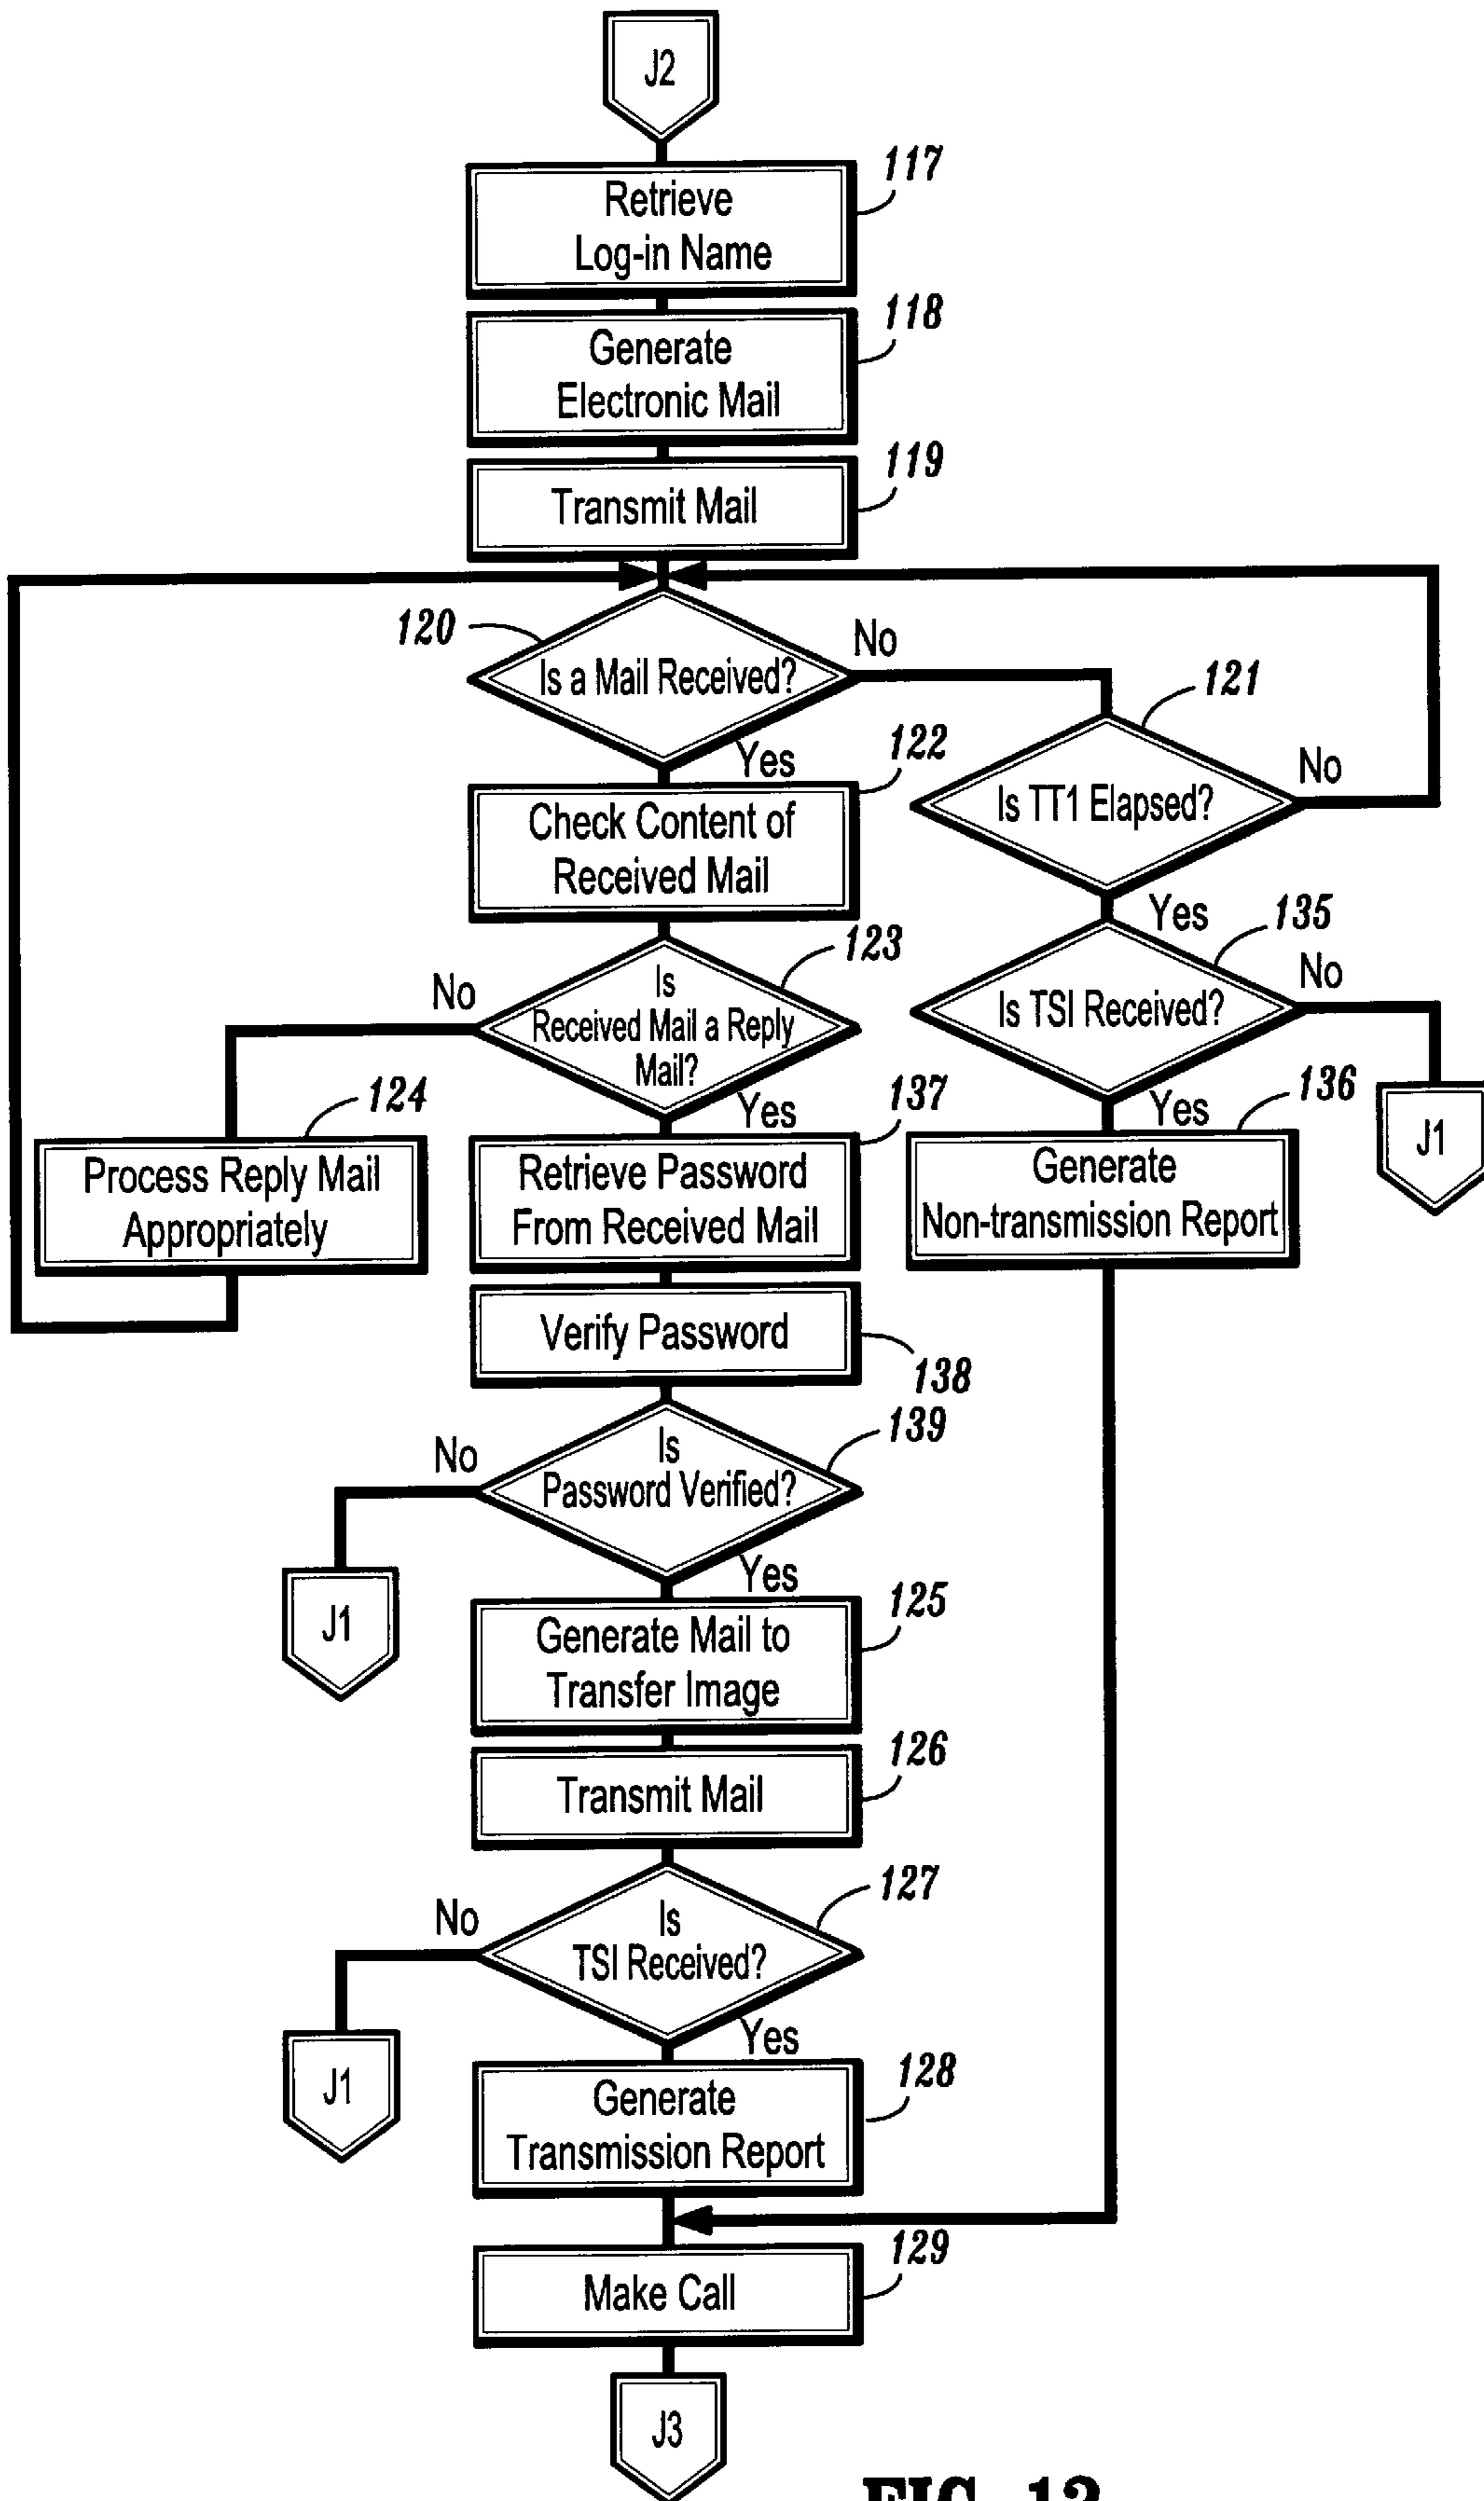 J2
117
Retrieve
Log-in Name
118
Generate
Electronic Mail
119
Transmit Mail
120
Is a Mail Received?
No
Yes
121
Is TT1 Elapsed?
No
Yes
122
Check Content of
Received Mail
123
Is
Received Mail a Reply
Mail?
No
Yes
135
Is TSI Received?
No
Yes
J1
124
Process Reply Mail
Appropriately
137
Retrieve Password
From Received Mail
136
Generate
Non-transmission Report
Verify Password
138
139
Is
Password Verified?
No
Yes
J1
125
Generate Mail to
Transfer Image
126
Transmit Mail
127
Is
TSI Received?
No
Yes
J1
128
Generate
Transmission Report
129
Make Call
J3